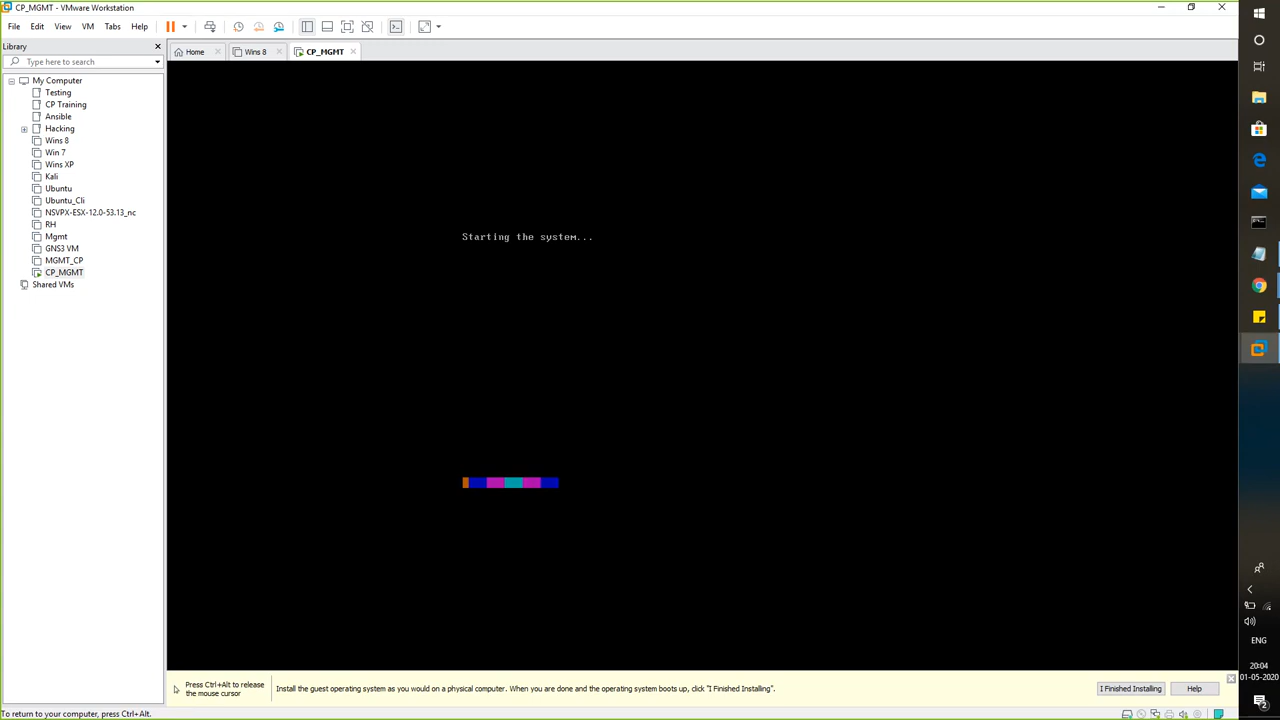 CP_MGMT - VMware Workstation
File Edit View VM Tabs Help
Library
Type here to search
My Computer
Testing
CP Training
Ansible
Hacking
Wins 8
Win 7
Wins XP
Kali
Ubuntu
Ubuntu_Cli
NSVPX-ESX-12.0-53.13_nc
RH
Mgmt
GNS3 VM
MGMT_CP
CP_MGMT
Shared VMs
Home Wins 8 CP_MGMT
Starting the system...
Press Ctrl+Alt to release
the mouse cursor
Install the guest operating system as you would on a physical computer. When you are done and the operating system boots up, click "I Finished Installing".
I Finished Installing Help
To return to your computer, press Ctrl+Alt.
ENG
20:04
01-05-2020
2